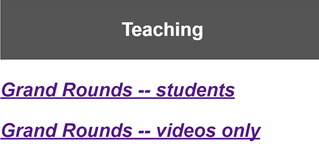 Teaching
Grand Rounds -- students
Grand Rounds -- videos only